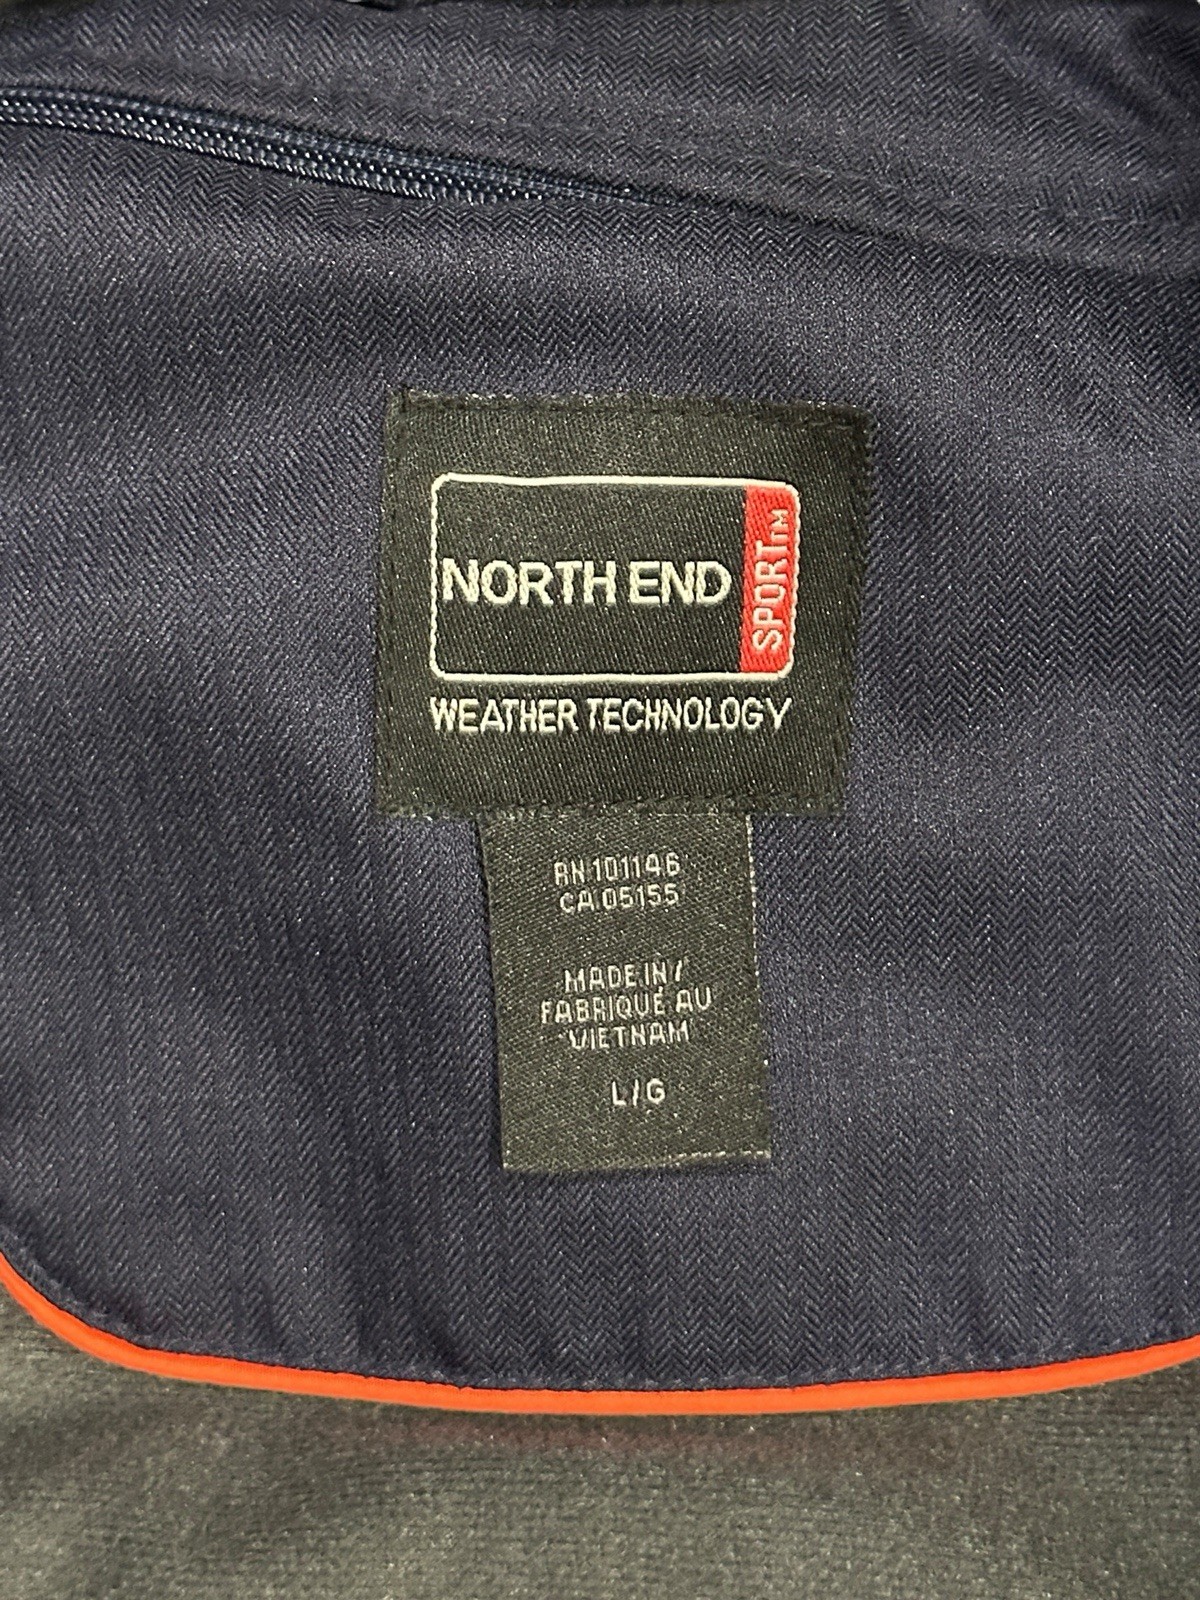 NORTH END
SPORT™
WEATHER TECHNOLOGY
RN 101146
CA 05155
MADE IN /
FABRIQUÉ AU
VIETNAM
L / G